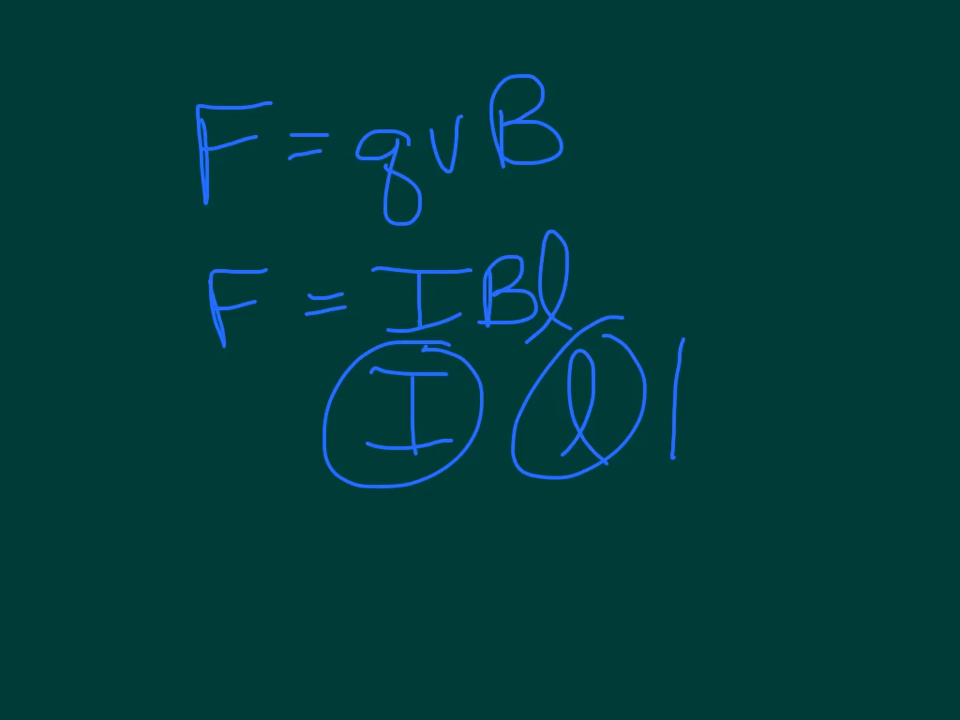 F = qvB
F = IBl
I l |